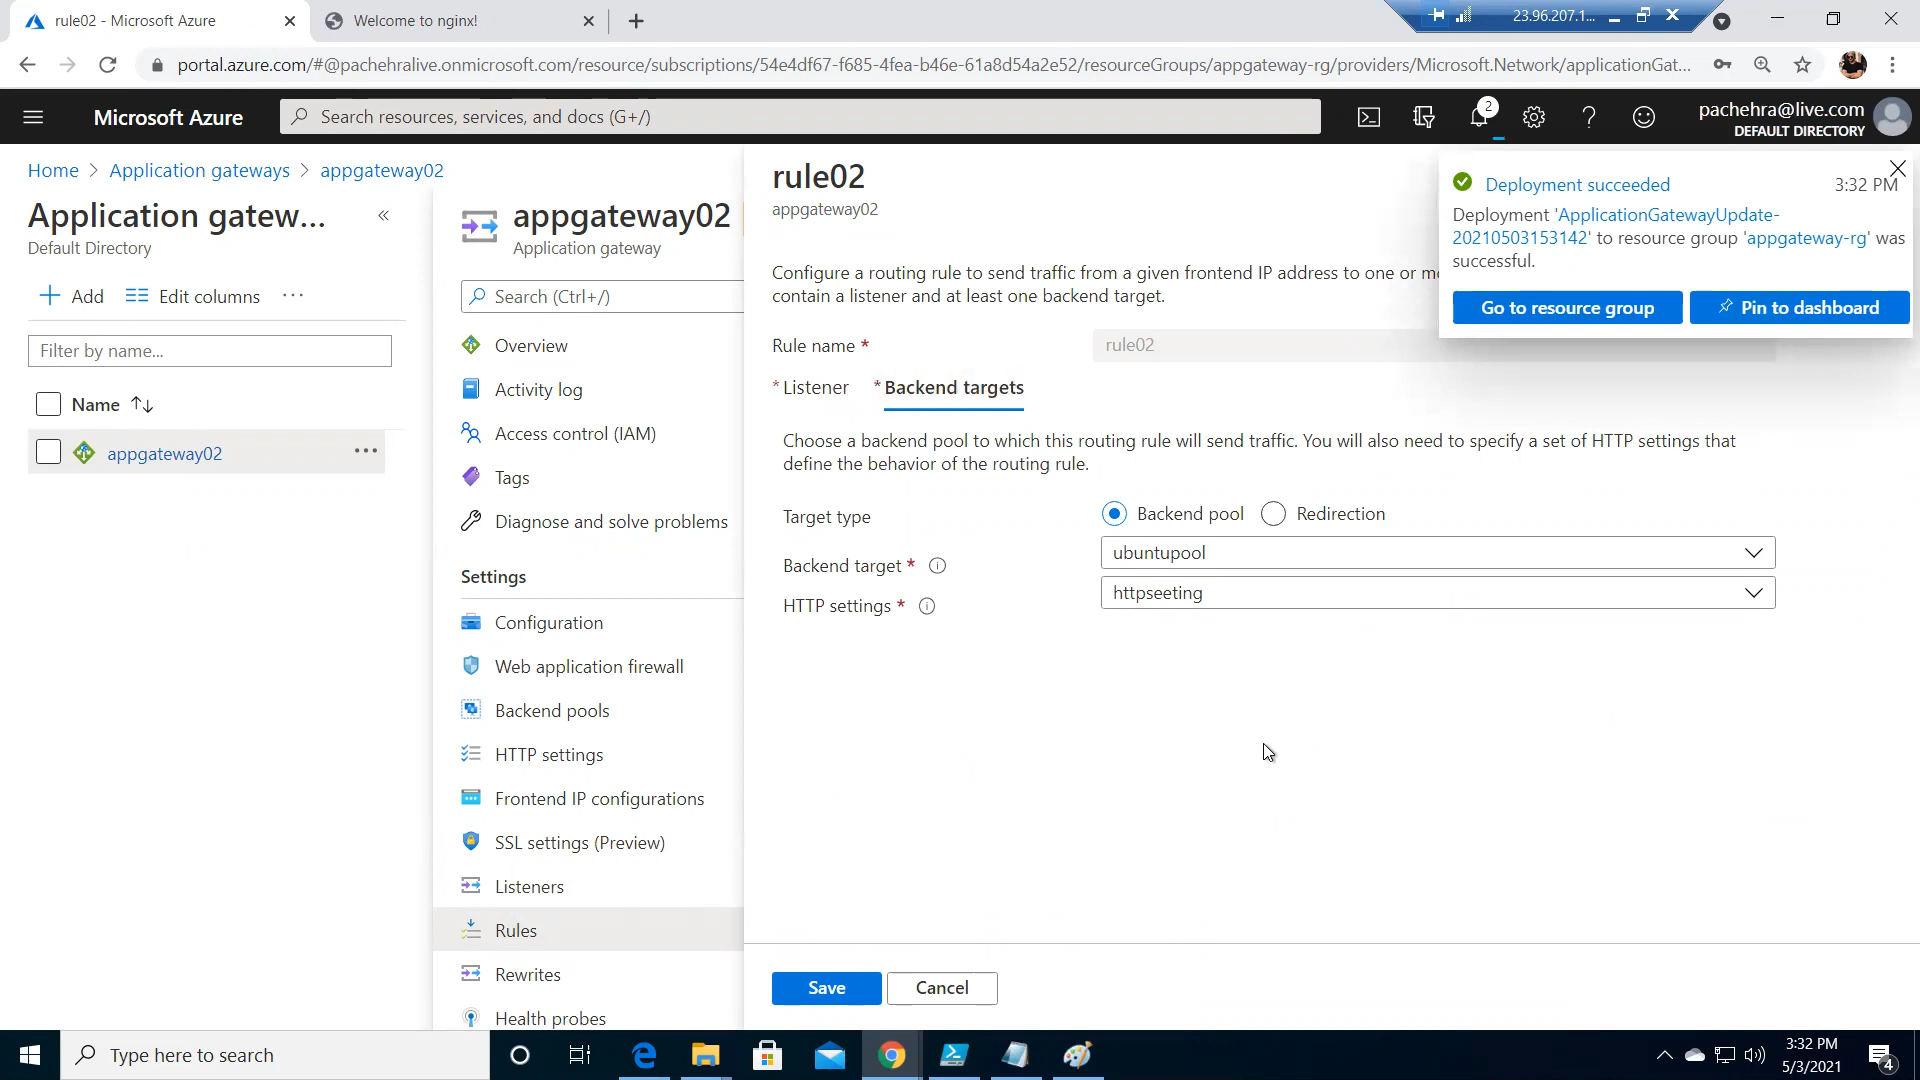 rule02 - Microsoft Azure
Welcome to nginx!
23.96.207.1...
portal.azure.com/#@pachehralive.onmicrosoft.com/resource/subscriptions/54e4df67-f685-4fea-b46e-61a8d54a2e52/resourceGroups/appgateway-rg/providers/Microsoft.Network/applicationGat...
Microsoft Azure
Search resources, services, and docs (G+/)
2
pachehra@live.com
DEFAULT DIRECTORY
Home > Application gateways > appgateway02
Application gatew...
Default Directory
Add
Edit columns
Filter by name...
Name
appgateway02
appgateway02
Application gateway
Search (Ctrl+/)
Overview
Activity log
Access control (IAM)
Tags
Diagnose and solve problems
Settings
Configuration
Web application firewall
Backend pools
HTTP settings
Frontend IP configurations
SSL settings (Preview)
Listeners
Rules
Rewrites
Health probes
rule02
appgateway02
Configure a routing rule to send traffic from a given frontend IP address to one or mo
contain a listener and at least one backend target.
Rule name *
rule02
* Listener
* Backend targets
Choose a backend pool to which this routing rule will send traffic. You will also need to specify a set of HTTP settings that
define the behavior of the routing rule.
Target type
Backend pool
Redirection
Backend target *
ubuntupool
HTTP settings *
httpseeting
Save
Cancel
Deployment succeeded
3:32 PM
Deployment 'ApplicationGatewayUpdate-
20210503153142' to resource group 'appgateway-rg' was
successful.
Go to resource group
Pin to dashboard
Type here to search
3:32 PM
5/3/2021
4